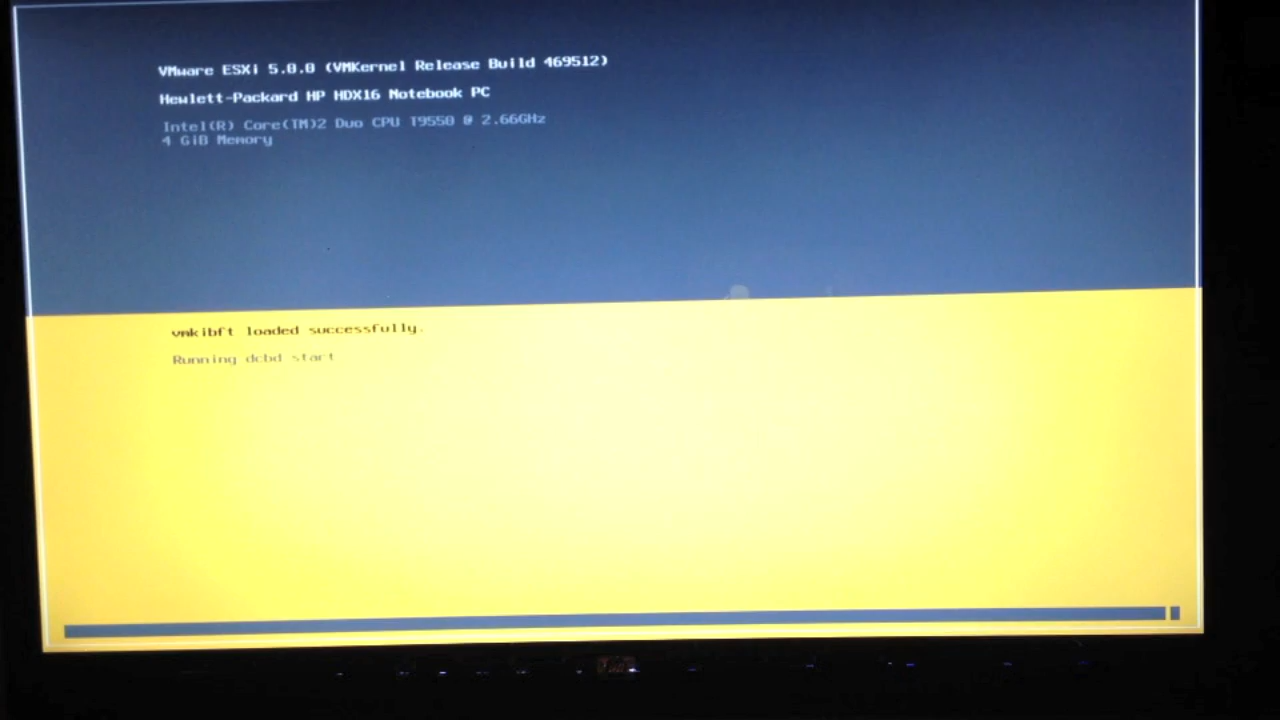 VMware ESXi 5.0.0 (VMKernel Release Build 469512)
Hewlett-Packard HP HDX16 Notebook PC
Intel(R) Core(TM)2 Duo CPU T9550 @ 2.66GHz
4 GiB Memory
vmkibft loaded successfully.
Running dcbd start